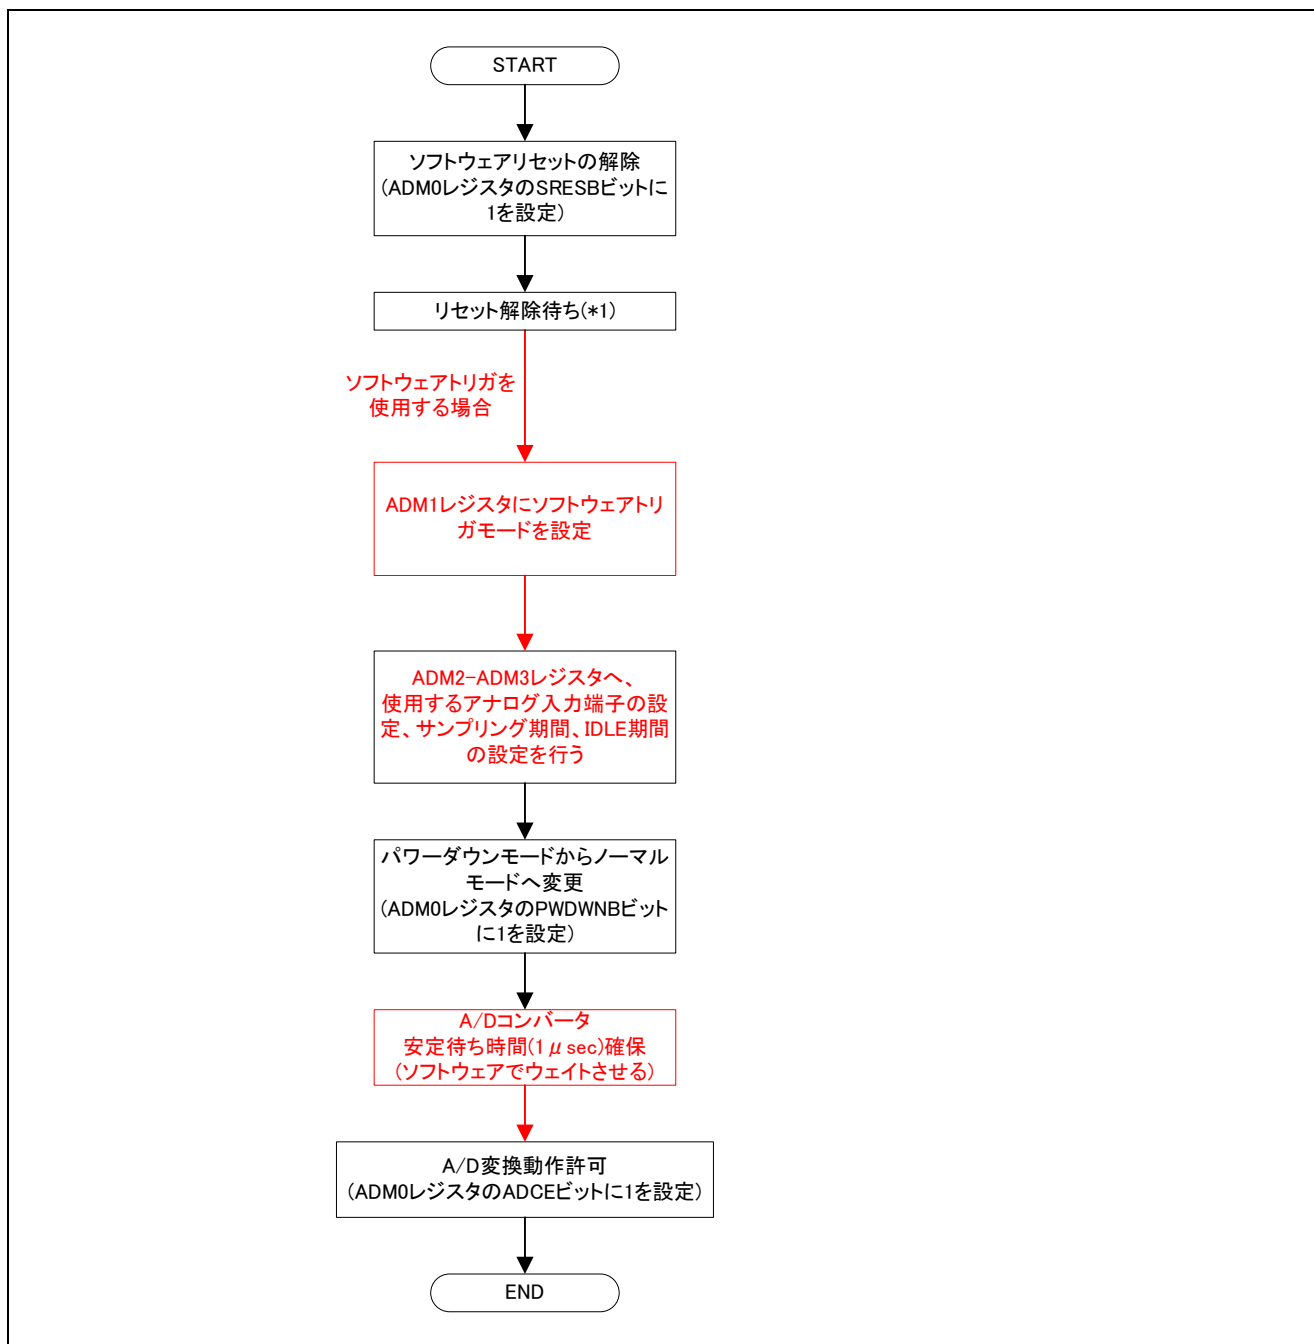 START
ソフトウェアリセットの解除
(ADM0レジスタのSRESBビットに
1を設定)
リセット解除待ち(*1)
ソフトウェアトリガを
使用する場合
ADM1レジスタにソフトウェアトリ
ガモードを設定
ADM2-ADM3レジスタへ、
使用するアナログ入力端子の設
定、サンプリング期間、IDLE期間
の設定を行う
パワーダウンモードからノーマル
モードへ変更
(ADM0レジスタのPWDWNBビット
に1を設定)
A/Dコンバータ
安定待ち時間(1μsec)確保
(ソフトウェアでウェイトさせる)
A/D変換動作許可
(ADM0レジスタのADCEビットに1を設定)
END